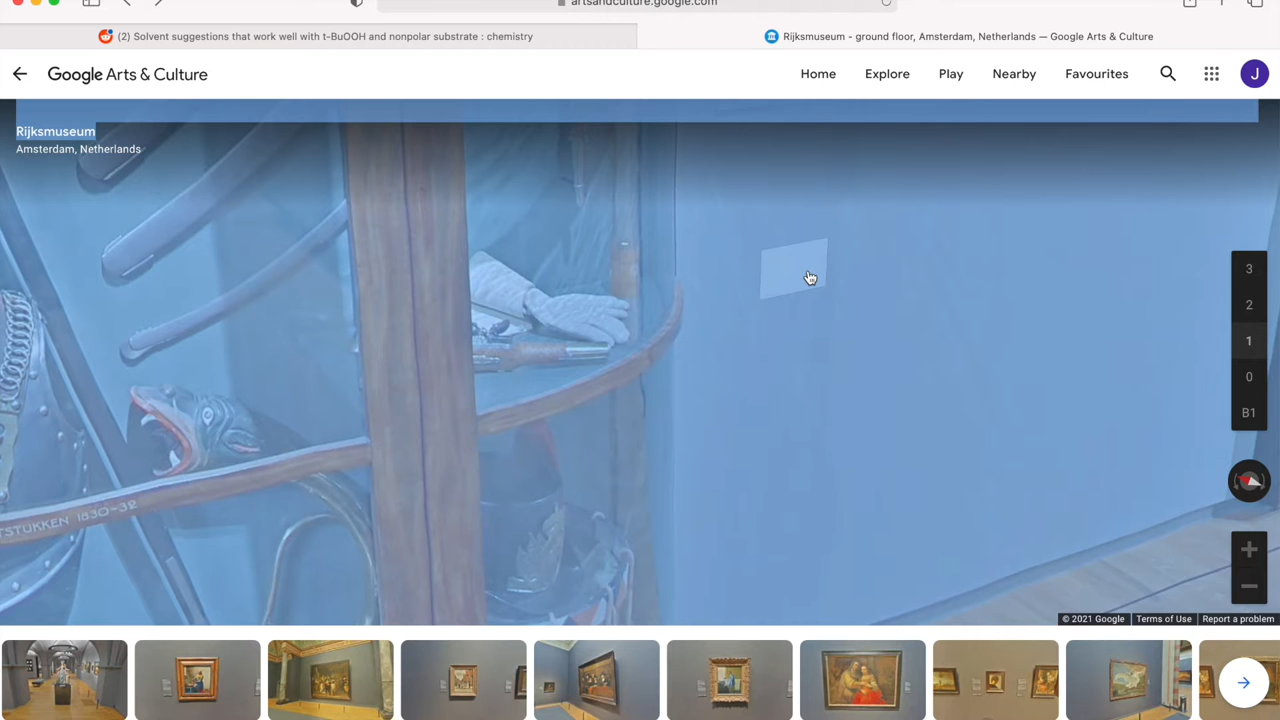 artsandculture.google.com
(2) Solvent suggestions that work well with t-BuOOH and nonpolar substrate : chemistry
Rijksmuseum - ground floor, Amsterdam, Netherlands — Google Arts & Culture
Google Arts & Culture
Home
Explore
Play
Nearby
Favourites
J
Rijksmuseum
Amsterdam, Netherlands
3
2
1
0
B1
TSTUKKEN 1830-32
© 2021 Google
Terms of Use
Report a problem